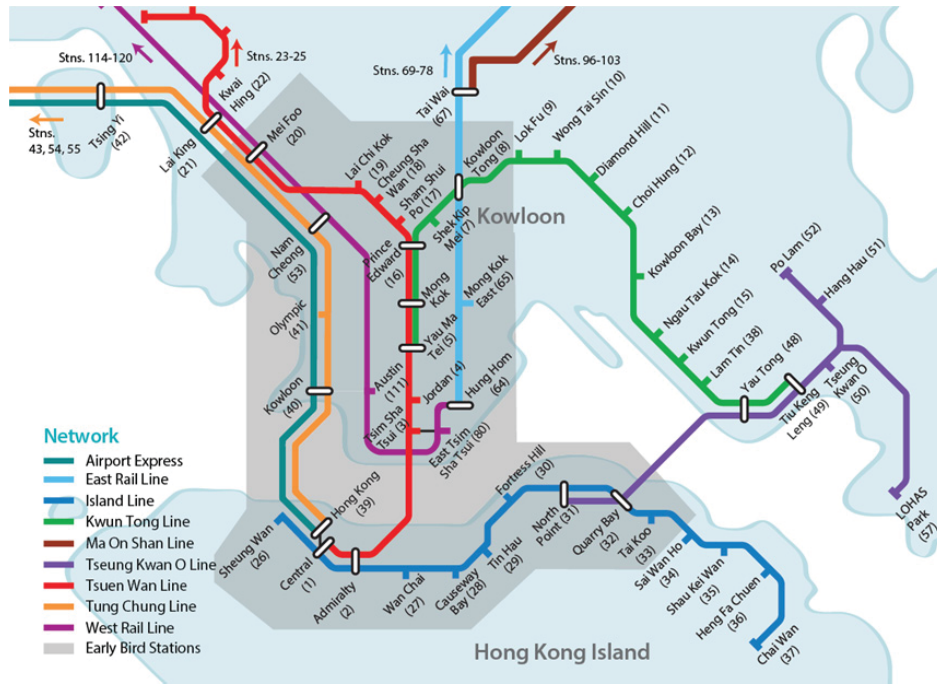 Stns. 114-120
Stns. 23-25
Stns. 69-78
Stns. 96-103
Kwai
Hing (22)
Mei Foo
(20)
Tai Wai
(67)
Tsing Yi
(42)
Stns.
43, 54, 55
Lai King
(21)
Lai Chi Kok
(19)
Cheung Sha
Wan (18)
Sham Shui
Po (17)
Kowloon
Tong (8)
Lok Fu (9)
Wong Tai Sin (10)
Diamond Hill (11)
Choi Hung (12)
Kowloon
Shek Kip
Mei (7)
Prince
Edward
(16)
Nam
Cheong
(53)
Kowloon Bay (13)
Po Lam (52)
Hang Hau (51)
Mong
Kok
Mong Kok
East (65)
Ngau Tau Kok (14)
Olympic
(41)
Yau Ma
Tei (5)
Kwun Tong (15)
Lam Tin (38)
Yau Tong (48)
Kowloon
(40)
Austin
(11)
Jordan (4)
Hung Hom
(64)
Tiu Keng
Leng (49)
Tseung
Kwan O
(50)
Tsim Sha
Tsui (3)
East Tsim
Sha Tsui (80)
LOHAS
Park
(57)
Network
Airport Express
East Rail Line
Island Line
Kwun Tong Line
Ma On Shan Line
Tseung Kwan O Line
Tsuen Wan Line
Tung Chung Line
West Rail Line
Early Bird Stations
Hong Kong
(39)
Fortress Hill
(30)
North
Point (31)
Quarry Bay
(32)
Tai Koo
(33)
Sai Wan Ho
(34)
Shau Kei Wan
(35)
Heng Fa Chuen
(36)
Chai Wan
(37)
Sheung Wan
(26)
Central
(1)
Admiralty
(2)
Wan Chai
(27)
Causeway
Bay (28)
Tin Hau
(29)
Hong Kong Island